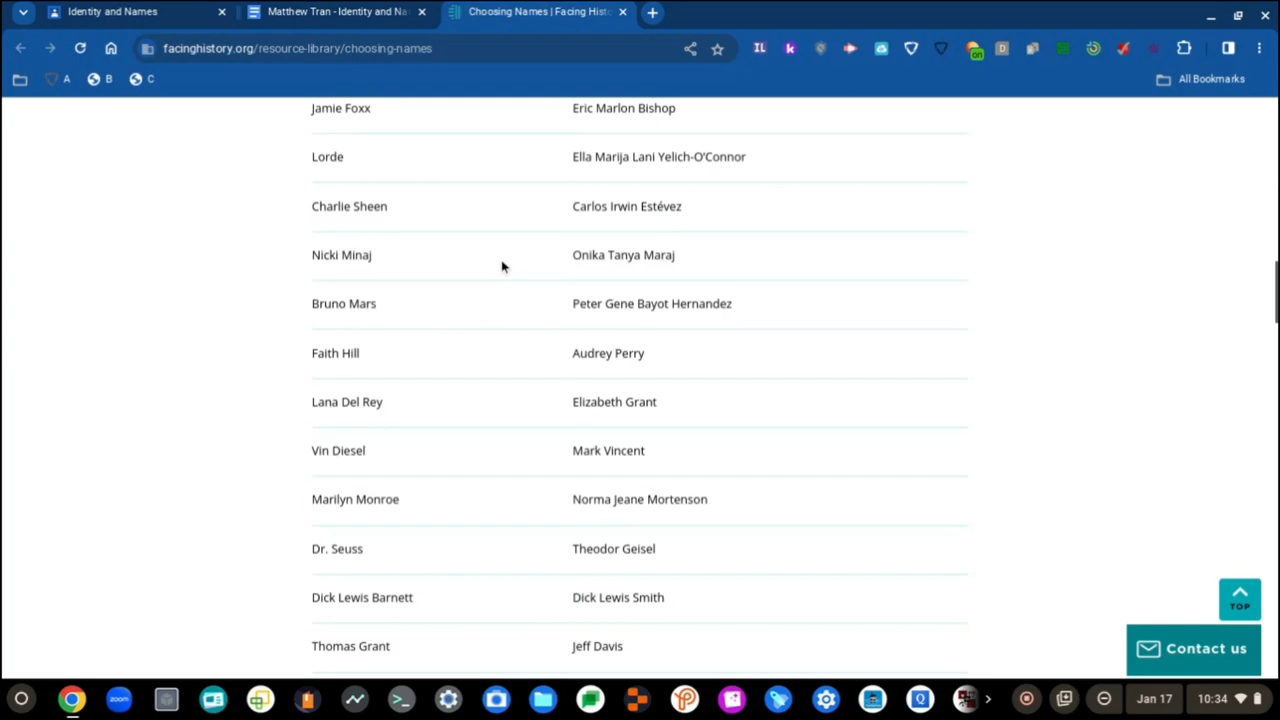 Identity and Names
Matthew Tran - Identity and Na
Choosing Names | Facing Histo
facinghistory.org/resource-library/choosing-names
IL
k
D
on
A
B
C
All Bookmarks
Jamie Foxx Eric Marlon Bishop
Lorde Ella Marija Lani Yelich-O’Connor
Charlie Sheen Carlos Irwin Estévez
Nicki Minaj Onika Tanya Maraj
Bruno Mars Peter Gene Bayot Hernandez
Faith Hill Audrey Perry
Lana Del Rey Elizabeth Grant
Vin Diesel Mark Vincent
Marilyn Monroe Norma Jeane Mortenson
Dr. Seuss Theodor Geisel
Dick Lewis Barnett Dick Lewis Smith
TOP
Thomas Grant Jeff Davis
Contact us
zoom
Q
Jan 17
10:34